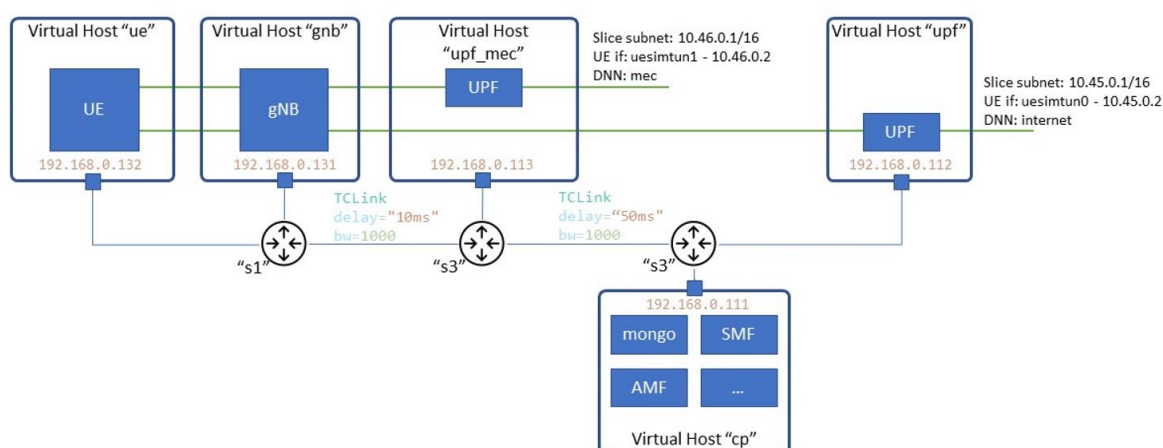 Virtual Host “ue”
UE
192.168.0.132
Virtual Host “gnb”
gNB
192.168.0.131
Virtual Host
“upf_mec”
UPF
192.168.0.113
Slice subnet: 10.46.0.1/16
UE if: uesimtun1 - 10.46.0.2
DNN: mec
Virtual Host “upf”
UPF
192.168.0.112
Slice subnet: 10.45.0.1/16
UE if: uesimtun0 - 10.45.0.2
DNN: internet
TCLink
delay="10ms"
bw=1000
TCLink
delay=“50ms"
bw=1000
“s1”
“s3”
“s3”
192.168.0.111
mongo
SMF
AMF
...
Virtual Host “cp”